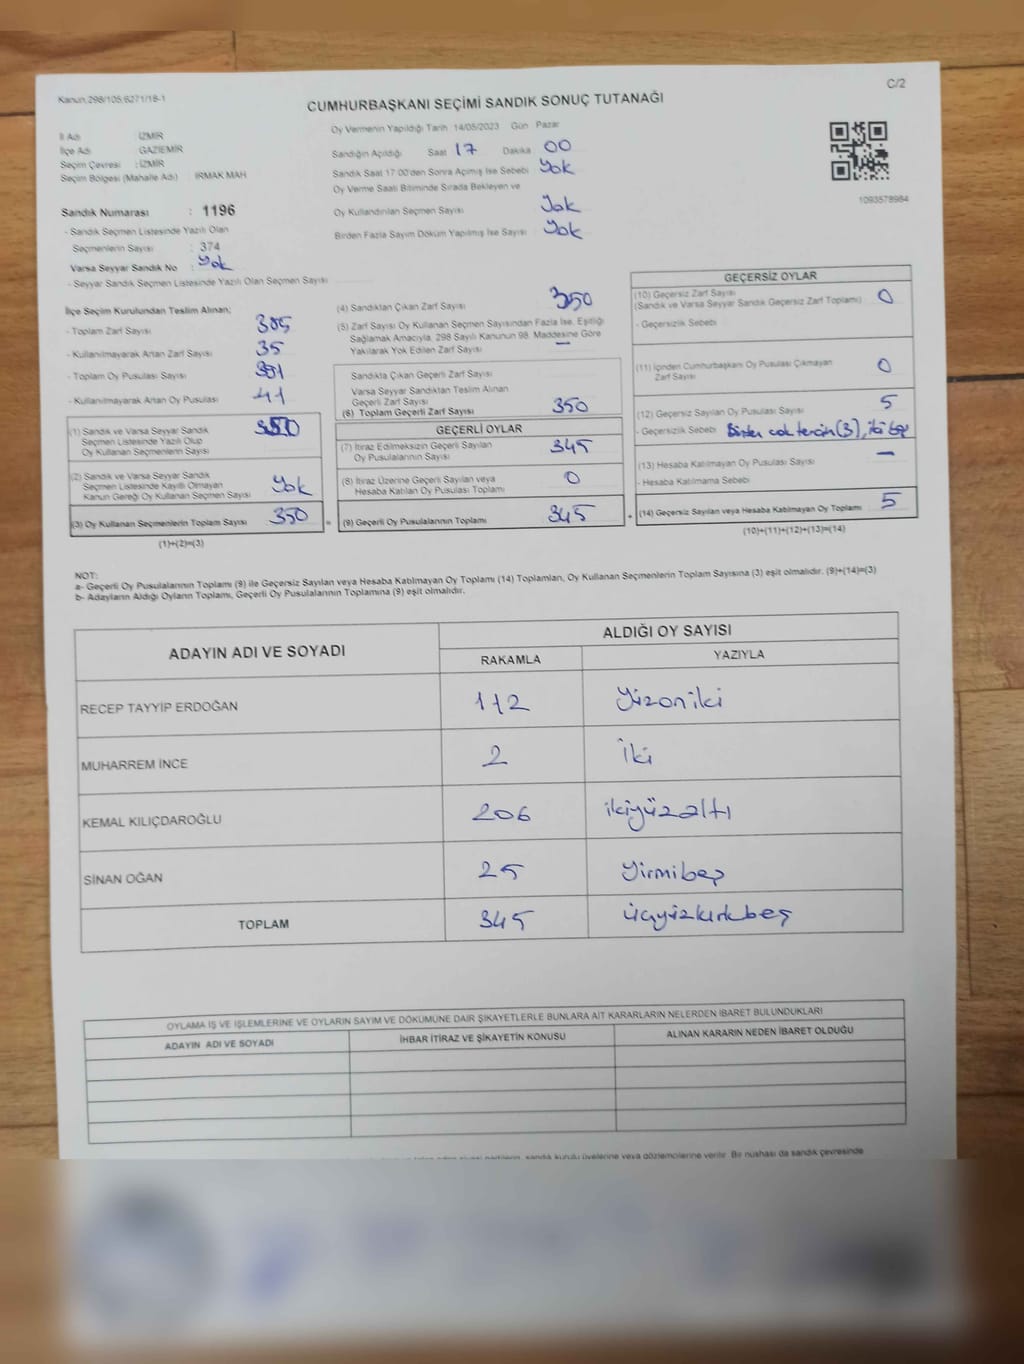 Kanun:298/105,6271/18-1
C/2
CUMHURBAŞKANI SEÇİMİ SANDIK SONUÇ TUTANAĞI
İl Adı : İZMİR
İlçe Adı : GAZİEMİR
Seçim Çevresi : İZMİR
Seçim Bölgesi (Mahalle Adı) : IRMAK MAH
Sandık Numarası : 1196
- Sandık Seçmen Listesinde Yazılı Olan
Seçmenlerin Sayısı : 374
Varsa Seyyar Sandık No : Yok
- Seyyar Sandık Seçmen Listesinde Yazılı Olan Seçmen Sayısı
Oy Vermenin Yapıldığı Tarih : 14/05/2023 Gün Pazar
Sandığın Açıldığı Saat 17 Dakika 00
Sandık Saat 17:00'den Sonra Açılmış İse Sebebi Yok
Oy Verme Saati Bitiminde Sırada Bekleyen ve
Oy Kullandırılan Seçmen Sayısı Yok
Birden Fazla Sayım Döküm Yapılmış İse Sayısı Yok
1093578984
İlçe Seçim Kurulundan Teslim Alınan;
- Toplam Zarf Sayısı 385
- Kullanılmayarak Artan Zarf Sayısı 35
- Toplam Oy Pusulası Sayısı 391
- Kullanılmayarak Artan Oy Pusulası 41
(1) Sandık ve Varsa Seyyar Sandık 350
Seçmen Listesinde Yazılı Olup
Oy Kullanan Seçmenlerin Sayısı
(2) Sandık ve Varsa Seyyar Sandık
Seçmen Listesinde Kayıtlı Olmayan
Kanun Gereği Oy Kullanan Seçmen Sayısı Yok
(3) Oy Kullanan Seçmenlerin Toplam Sayısı 350
(1)+(2)=(3)
(4) Sandıktan Çıkan Zarf Sayısı 350
(5) Zarf Sayısı Oy Kullanan Seçmen Sayısından Fazla İse, Eşitliği
Sağlamak Amacıyla, 298 Sayılı Kanunun 98. Maddesine Göre
Yakılarak Yok Edilen Zarf Sayısı —
Sandıkta Çıkan Geçerli Zarf Sayısı
Varsa Seyyar Sandıktan Teslim Alınan
Geçerli Zarf Sayısı
(6) Toplam Geçerli Zarf Sayısı 350
GEÇERLİ OYLAR
(7) İtiraz Edilmeksizin Geçerli Sayılan
Oy Pusulalarının Sayısı 345
(8) İtiraz Üzerine Geçerli Sayılan veya
Hesaba Katılan Oy Pusulası Toplamı 0
= (9) Geçerli Oy Pusulalarının Toplamı 345
GEÇERSİZ OYLAR
(10) Geçersiz Zarf Sayısı
(Sandık ve Varsa Seyyar Sandık Geçersiz Zarf Toplamı) 0
- Geçersizlik Sebebi
(11) İçinden Cumhurbaşkanı Oy Pusulası Çıkmayan
Zarf Sayısı 0
(12) Geçersiz Sayılan Oy Pusulası Sayısı 5
- Geçersizlik Sebebi Birden çok tercih(3), iki
(13) Hesaba Katılmayan Oy Pusulası Sayısı —
- Hesaba Katılmama Sebebi
+ (14) Geçersiz Sayılan veya Hesaba Katılmayan Oy Toplamı 5
(10)+(11)+(12)+(13)=(14)
NOT:
a- Geçerli Oy Pusulalarının Toplamı (9) ile Geçersiz Sayılan veya Hesaba Katılmayan Oy Toplamı (14) Toplamları, Oy Kullanan Seçmenlerin Toplam Sayısına (3) eşit olmalıdır. (9)+(14)=(3)
b- Adayların Aldığı Oyların Toplamı, Geçerli Oy Pusulalarının Toplamına (9) eşit olmalıdır.
ADAYIN ADI VE SOYADI
ALDIĞI OY SAYISI
RAKAMLA YAZIYLA
RECEP TAYYİP ERDOĞAN 112 Yüzoniki
MUHARREM İNCE 2 İki
KEMAL KILIÇDAROĞLU 206 ikiyüzaltı
SİNAN OĞAN 25 Yirmibeş
TOPLAM 345 üçyüzkırkbeş
OYLAMA İŞ VE İŞLEMLERİNE VE OYLARIN SAYIM VE DÖKÜMÜNE DAİR ŞİKAYETLERLE BUNLARA AİT KARARLARIN NELERDEN İBARET BULUNDUKLARI
ADAYIN ADI VE SOYADI İHBAR İTİRAZ VE ŞİKAYETİN KONUSU ALINAN KARARIN NEDEN İBARET OLDUĞU
siyasi partilerin, sandık kurulu üyelerine veya gözlemcilerine verilir. Bir nüshası da sandık çevresinde